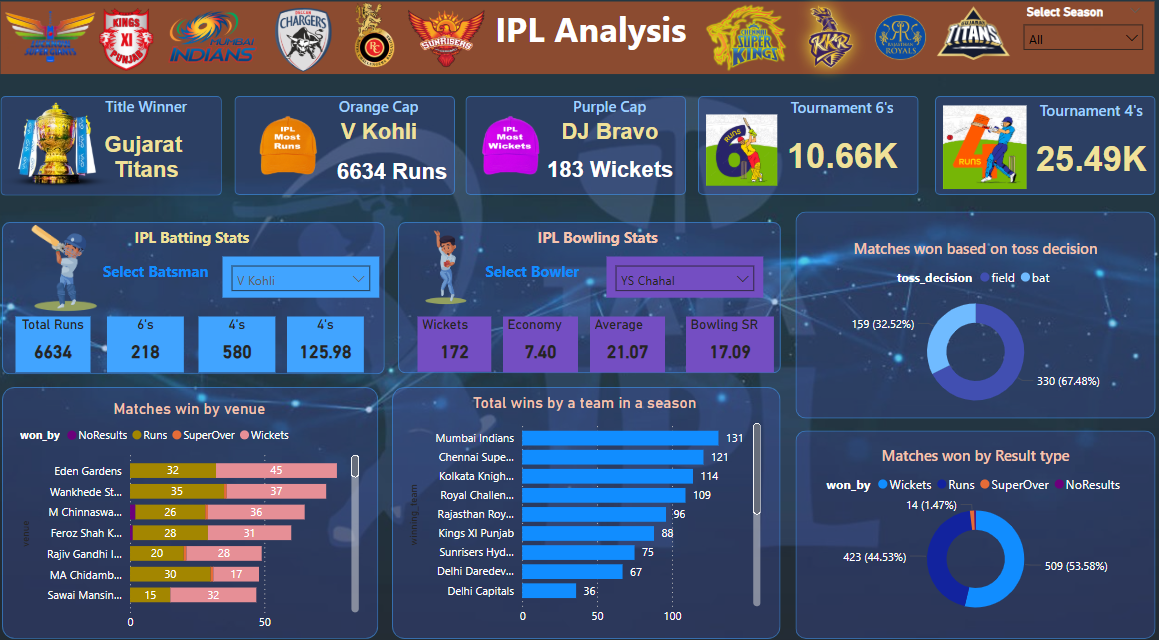 KINGS
XI
PUNJAB
MUMBAI
INDIANS
CHARGERS
SUNRISERS
IPL Analysis
CHENNAI
SUPER
KINGS
KKR
RAJASTHAN
ROYALS
GUJARAT
TITANS
Select Season
All
Title Winner
Gujarat
Titans
IPL
Most
Runs
Orange Cap
V Kohli
6634 Runs
IPL
Moat
Wickets
Purple Cap
DJ Bravo
183 Wickets
RUNS
6
Tournament 6's
10.66K
4
RUNS
Tournament 4's
25.49K
IPL Batting Stats
Select Batsman
V Kohli
Total Runs
6634
6's
218
4's
580
4's
125.98
IPL Bowling Stats
Select Bowler
YS Chahal
Wickets
172
Economy
7.40
Average
21.07
Bowling SR
17.09
Matches won based on toss decision
toss_decision field bat
159 (32.52%)
330 (67.48%)
Matches win by venue
won_by NoResults Runs SuperOver Wickets
venue
Eden Gardens 32 45
Wankhede St... 35 37
M Chinnaswa... 26 36
Feroz Shah K... 28 31
Rajiv Gandhi I... 20 28
MA Chidamb... 30 17
Sawai Mansin... 15 32
0 50
Total wins by a team in a season
winning_team
Mumbai Indians 131
Chennai Supe... 121
Kolkata Knigh... 114
Royal Challen... 109
Rajasthan Roy... 96
Kings XI Punjab 88
Sunrisers Hyd... 75
Delhi Daredev... 67
Delhi Capitals 36
0 50 100
Matches won by Result type
won_by Wickets Runs SuperOver NoResults
14 (1.47%)
423 (44.53%)
509 (53.58%)